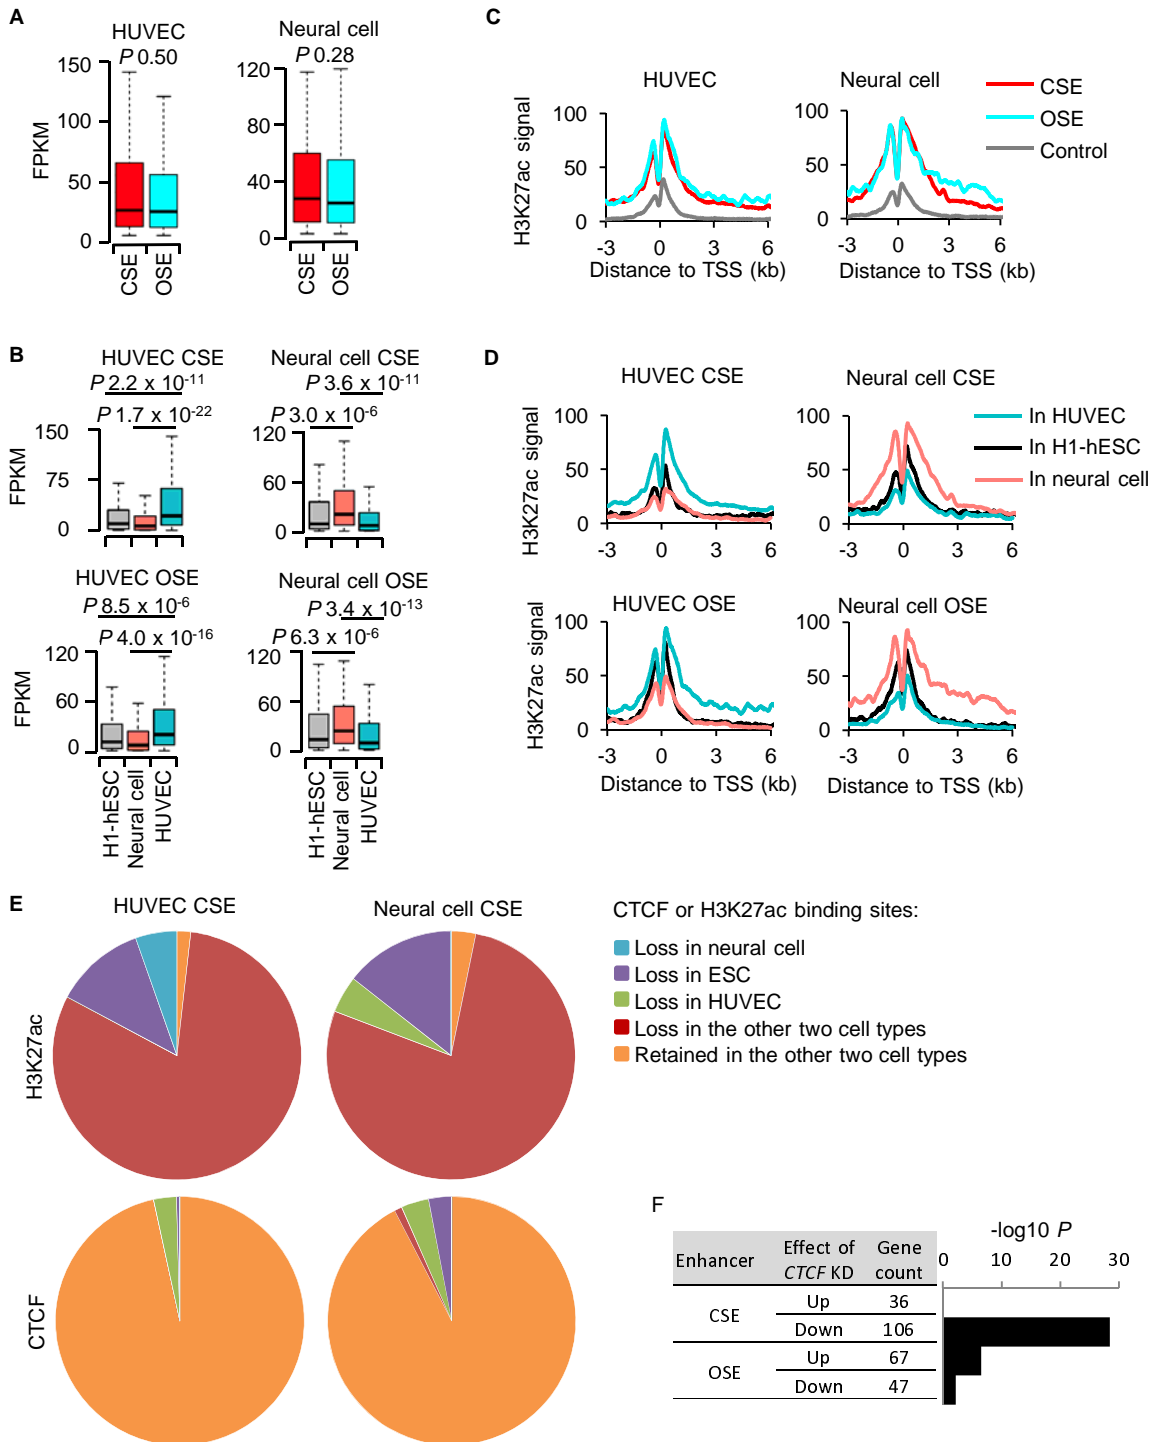 A
HUVEC
P 0.50
150
100
50
0
FPKM
CSE
OSE
Neural cell
P 0.28
120
80
40
0
CSE
OSE
C
HUVEC
Neural cell
CSE
OSE
Control
H3K27ac signal
100
50
0
-3 0 3 6
Distance to TSS (kb)
100
50
0
-3 0 3 6
Distance to TSS (kb)
B
HUVEC CSE
P 2.2 x 10-11
P 1.7 x 10-22
150
75
0
FPKM
Neural cell CSE
P 3.6 x 10-11
P 3.0 x 10-6
120
60
0
HUVEC OSE
P 8.5 x 10-6
P 4.0 x 10-16
120
60
0
FPKM
H1-hESC
Neural cell
HUVEC
Neural cell OSE
P 3.4 x 10-13
P 6.3 x 10-6
120
60
0
H1-hESC
Neural cell
HUVEC
D
HUVEC CSE
Neural cell CSE
In HUVEC
In H1-hESC
In neural cell
H3K27ac signal
100
50
0
-3 0 3 6
100
50
0
-3 0 3 6
HUVEC OSE
Neural cell OSE
H3K27ac signal
100
50
0
-3 0 3 6
Distance to TSS (kb)
100
50
0
-3 0 3 6
Distance to TSS (kb)
E
HUVEC CSE
Neural cell CSE
H3K27ac
CTCF
CTCF or H3K27ac binding sites:
Loss in neural cell
Loss in ESC
Loss in HUVEC
Loss in the other two cell types
Retained in the other two cell types
F
-log10 P
0 10 20 30
Enhancer Effect of CTCF KD Gene count
CSE Up 36
Down 106
OSE Up 67
Down 47